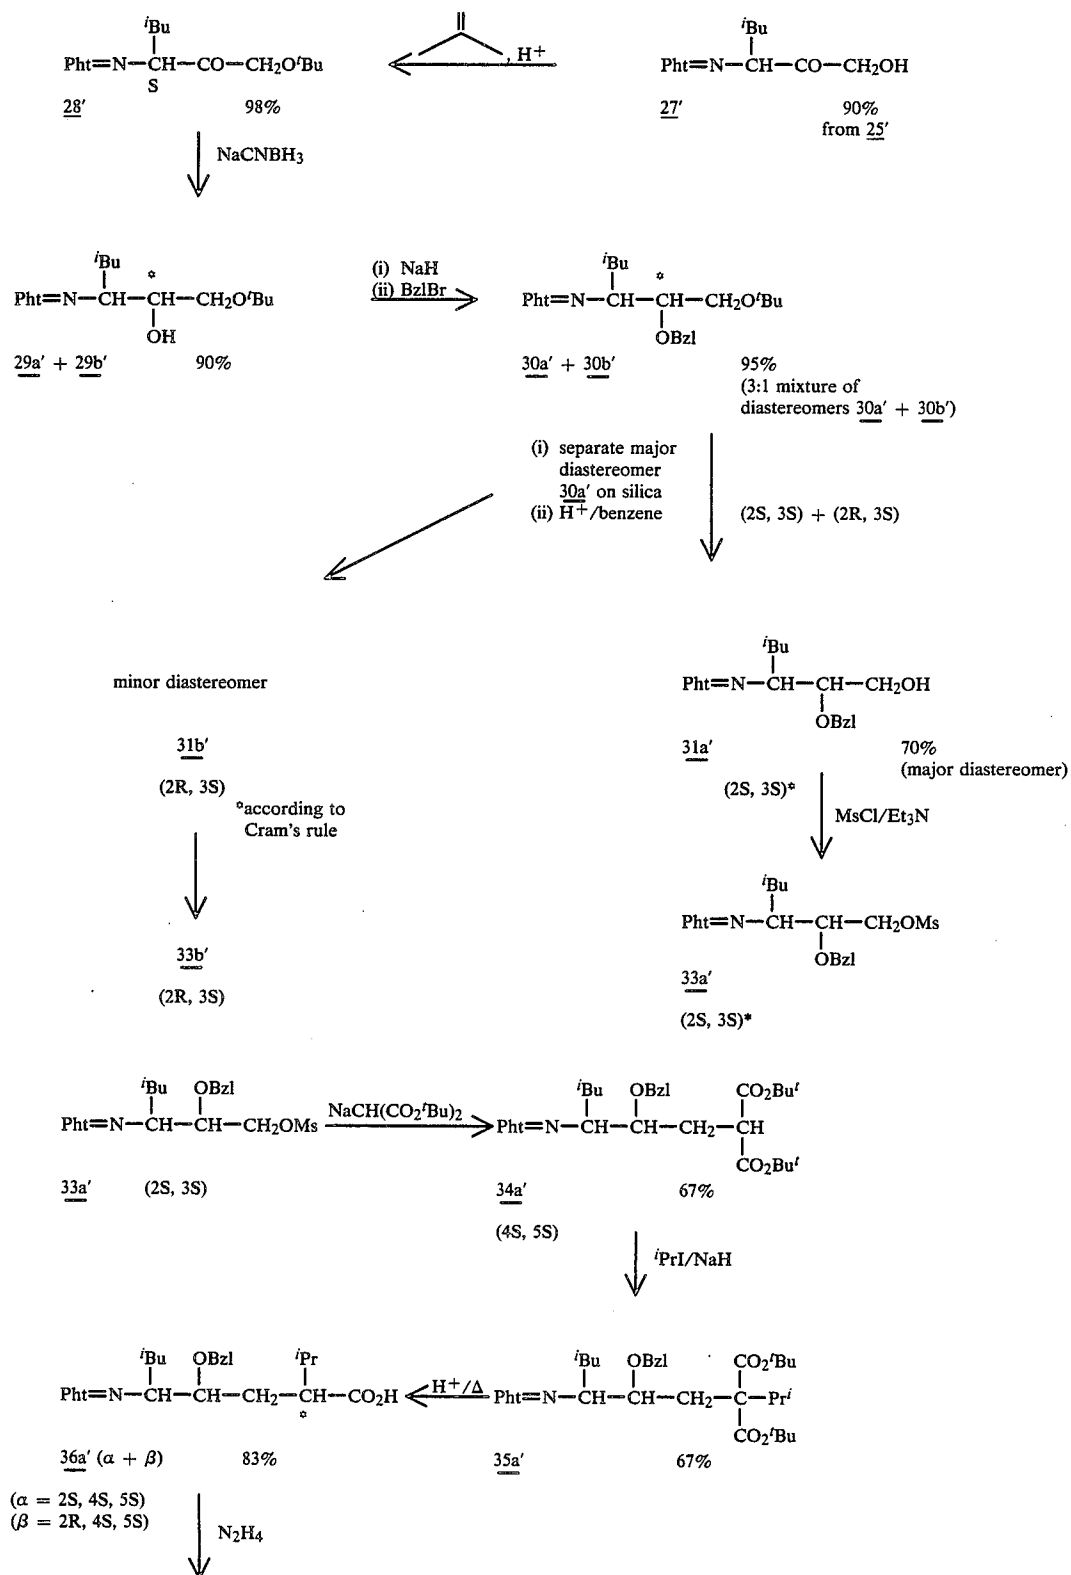 iBu
Pht=N—CH—CO—CH2OtBu
S
28' 98%
, H+
iBu
Pht=N—CH—CO—CH2OH
27' 90%
from 25'
NaCNBH3
iBu
*
Pht=N—CH—CH—CH2OtBu
OH
29a' + 29b' 90%
(i) NaH
(ii) BzlBr
iBu
*
Pht=N—CH—CH—CH2OtBu
OBzl
30a' + 30b' 95%
(3:1 mixture of
diastereomers 30a' + 30b')
(i) separate major
diastereomer
30a' on silica
(ii) H+/benzene
(2S, 3S) + (2R, 3S)
minor diastereomer
31b'
(2R, 3S)
*according to
Cram's rule
33b'
(2R, 3S)
iBu
Pht=N—CH—CH—CH2OH
OBzl
31a' 70%
(major diastereomer)
(2S, 3S)*
MsCl/Et3N
iBu
Pht=N—CH—CH—CH2OMs
OBzl
33a'
(2S, 3S)*
iBu OBzl
Pht=N—CH—CH—CH2OMs
33a' (2S, 3S)
NaCH(CO2tBu)2
iBu OBzl CO2But
Pht=N—CH—CH—CH2—CH
CO2But
34a' 67%
(4S, 5S)
iPrI/NaH
iBu OBzl CO2tBu
Pht=N—CH—CH—CH2—C—Pri
CO2tBu
35a' 67%
H+/Δ
iBu OBzl iPr
Pht=N—CH—CH—CH2—CH—CO2H
*
36a' (α + β) 83%
(α = 2S, 4S, 5S)
(β = 2R, 4S, 5S)
N2H4